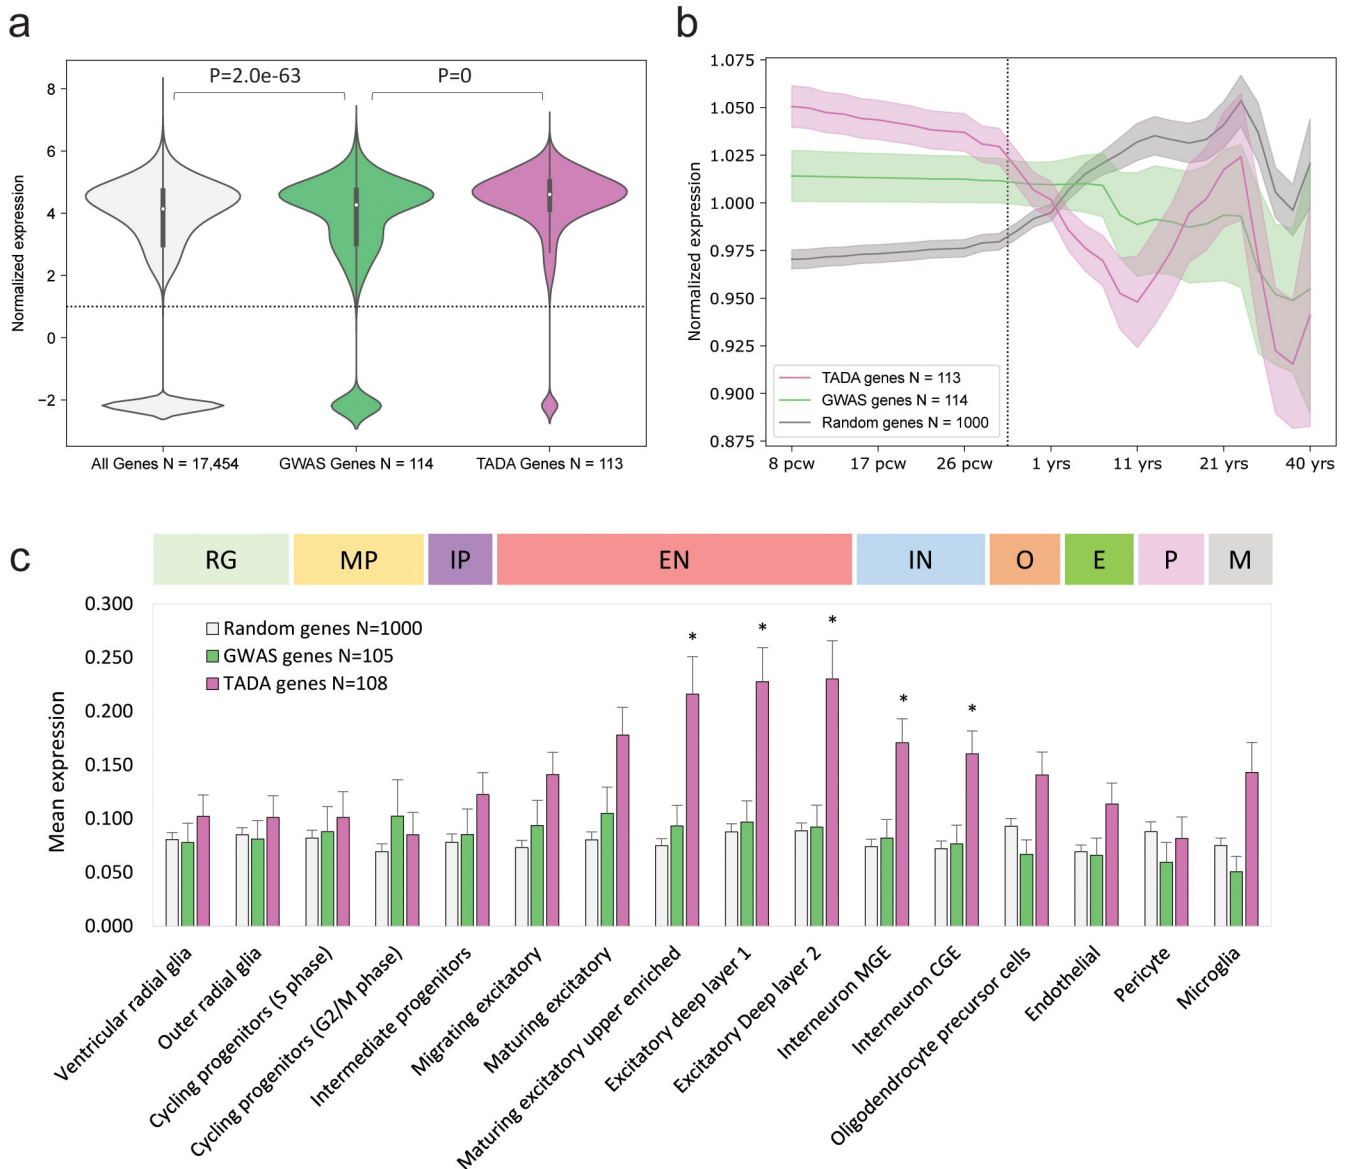 a
P=2.0e-63
P=0
Normalized expression
8
6
4
2
0
−2
All Genes N = 17,454
GWAS Genes N = 114
TADA Genes N = 113
b
Normalized expression
1.075
1.050
1.025
1.000
0.975
0.950
0.925
0.900
0.875
TADA genes N = 113
GWAS genes N = 114
Random genes N = 1000
8 pcw
17 pcw
26 pcw
1 yrs
11 yrs
21 yrs
40 yrs
c
RG
MP
IP
EN
IN
O
E
P
M
Mean expression
0.300
0.250
0.200
0.150
0.100
0.050
0.000
Random genes N=1000
GWAS genes N=105
TADA genes N=108
*
*
*
*
*
Ventricular radial glia
Outer radial glia
Cycling progenitors (S phase)
Cycling progenitors (G2/M phase)
Intermediate progenitors
Migrating excitatory
Maturing excitatory
Maturing excitatory upper enriched
Excitatory deep layer 1
Excitatory Deep layer 2
Interneuron MGE
Interneuron CGE
Oligodendrocyte precursor cells
Endothelial
Pericyte
Microglia